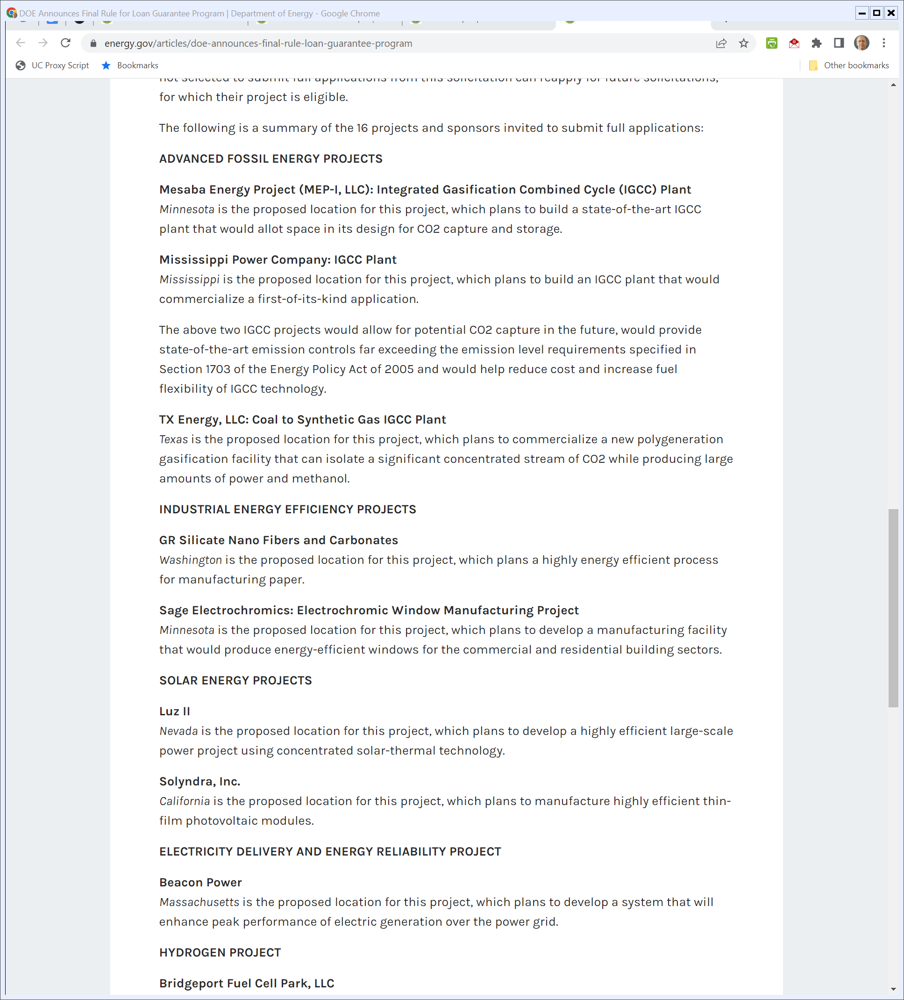 DOE Announces Final Rule for Loan Guarantee Program | Department of Energy - Google Chrome
energy.gov/articles/doe-announces-final-rule-loan-guarantee-program
UC Proxy Script Bookmarks Other bookmarks
not selected to submit full applications from this solicitation can reapply for future solicitations,
for which their project is eligible.
The following is a summary of the 16 projects and sponsors invited to submit full applications:
ADVANCED FOSSIL ENERGY PROJECTS
Mesaba Energy Project (MEP-I, LLC): Integrated Gasification Combined Cycle (IGCC) Plant
Minnesota is the proposed location for this project, which plans to build a state-of-the-art IGCC
plant that would allot space in its design for CO2 capture and storage.
Mississippi Power Company: IGCC Plant
Mississippi is the proposed location for this project, which plans to build an IGCC plant that would
commercialize a first-of-its-kind application.
The above two IGCC projects would allow for potential CO2 capture in the future, would provide
state-of-the-art emission controls far exceeding the emission level requirements specified in
Section 1703 of the Energy Policy Act of 2005 and would help reduce cost and increase fuel
flexibility of IGCC technology.
TX Energy, LLC: Coal to Synthetic Gas IGCC Plant
Texas is the proposed location for this project, which plans to commercialize a new polygeneration
gasification facility that can isolate a significant concentrated stream of CO2 while producing large
amounts of power and methanol.
INDUSTRIAL ENERGY EFFICIENCY PROJECTS
GR Silicate Nano Fibers and Carbonates
Washington is the proposed location for this project, which plans a highly energy efficient process
for manufacturing paper.
Sage Electrochromics: Electrochromic Window Manufacturing Project
Minnesota is the proposed location for this project, which plans to develop a manufacturing facility
that would produce energy-efficient windows for the commercial and residential building sectors.
SOLAR ENERGY PROJECTS
Luz II
Nevada is the proposed location for this project, which plans to develop a highly efficient large-scale
power project using concentrated solar-thermal technology.
Solyndra, Inc.
California is the proposed location for this project, which plans to manufacture highly efficient thin-
film photovoltaic modules.
ELECTRICITY DELIVERY AND ENERGY RELIABILITY PROJECT
Beacon Power
Massachusetts is the proposed location for this project, which plans to develop a system that will
enhance peak performance of electric generation over the power grid.
HYDROGEN PROJECT
Bridgeport Fuel Cell Park, LLC